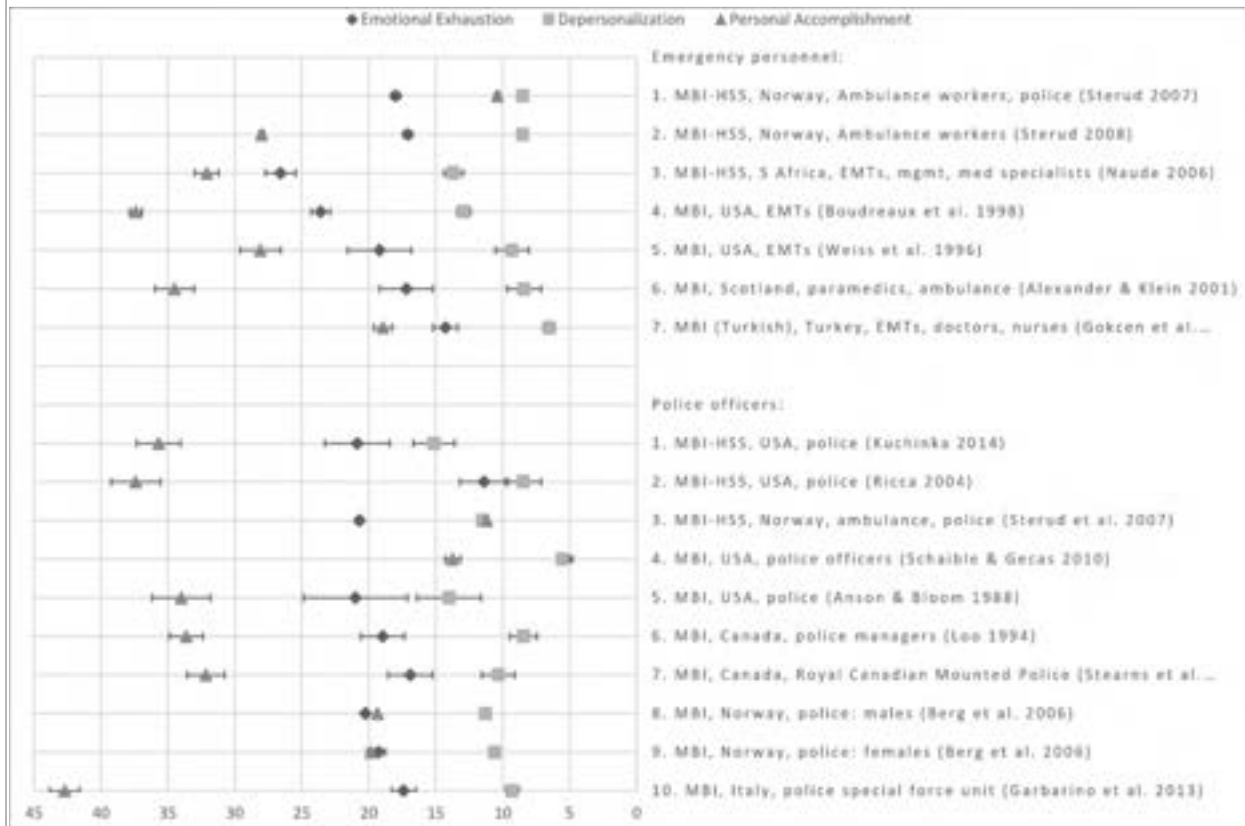 Emotional Exhaustion Depersonalization Personal Accomplishment
Emergency personnel:
1. MBI-HSS, Norway, Ambulance workers, police (Sterud 2007)
2. MBI-HSS, Norway, Ambulance workers (Sterud 2008)
3. MBI-HSS, S Africa, EMTs, mgmt, med specialists (Naude 2006)
4. MBI, USA, EMTs (Boudreaux et al. 1998)
5. MBI, USA, EMTs (Weiss et al. 1996)
6. MBI, Scotland, paramedics, ambulance (Alexander & Klein 2001)
7. MBI (Turkish), Turkey, EMTs, doctors, nurses (Gokcen et al....
Police officers:
1. MBI-HSS, USA, police (Kuchinka 2014)
2. MBI-HSS, USA, police (Ricca 2004)
3. MBI-HSS, Norway, ambulance, police (Sterud et al. 2007)
4. MBI, USA, police officers (Schaible & Gecas 2010)
5. MBI, USA, police (Anson & Bloom 1988)
6. MBI, Canada, police managers (Loo 1994)
7. MBI, Canada, Royal Canadian Mounted Police (Stearns et al....
8. MBI, Norway, police: males (Berg et al. 2006)
9. MBI, Norway, police: females (Berg et al. 2006)
10. MBI, Italy, police special force unit (Garbarino et al. 2013)
45 40 35 30 25 20 15 10 5 0